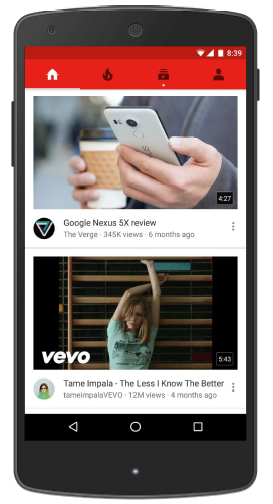 8:39
4:27
Google Nexus 5X review
The Verge · 345K views · 6 months ago
vevo
5:43
Tame Impala - The Less I Know The Better
tameimpalaVEVO · 12M views · 4 months ago